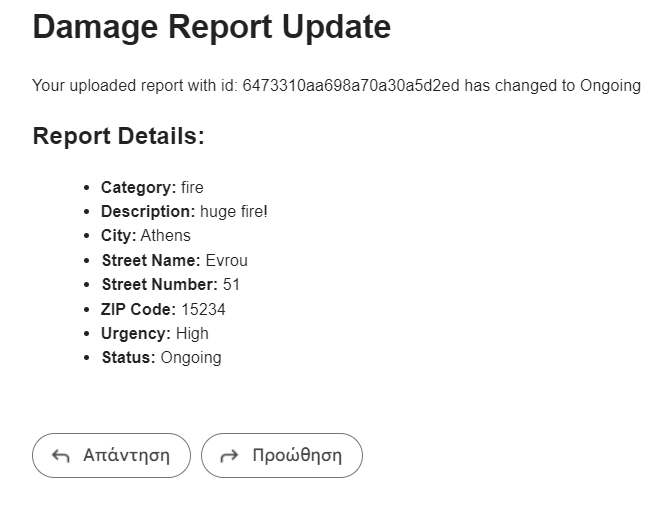 Damage Report Update
Your uploaded report with id: 6473310aa698a70a30a5d2ed has changed to Ongoing
Report Details:
• Category: fire
• Description: huge fire!
• City: Athens
• Street Name: Evrou
• Street Number: 51
• ZIP Code: 15234
• Urgency: High
• Status: Ongoing
Απάντηση Προώθηση